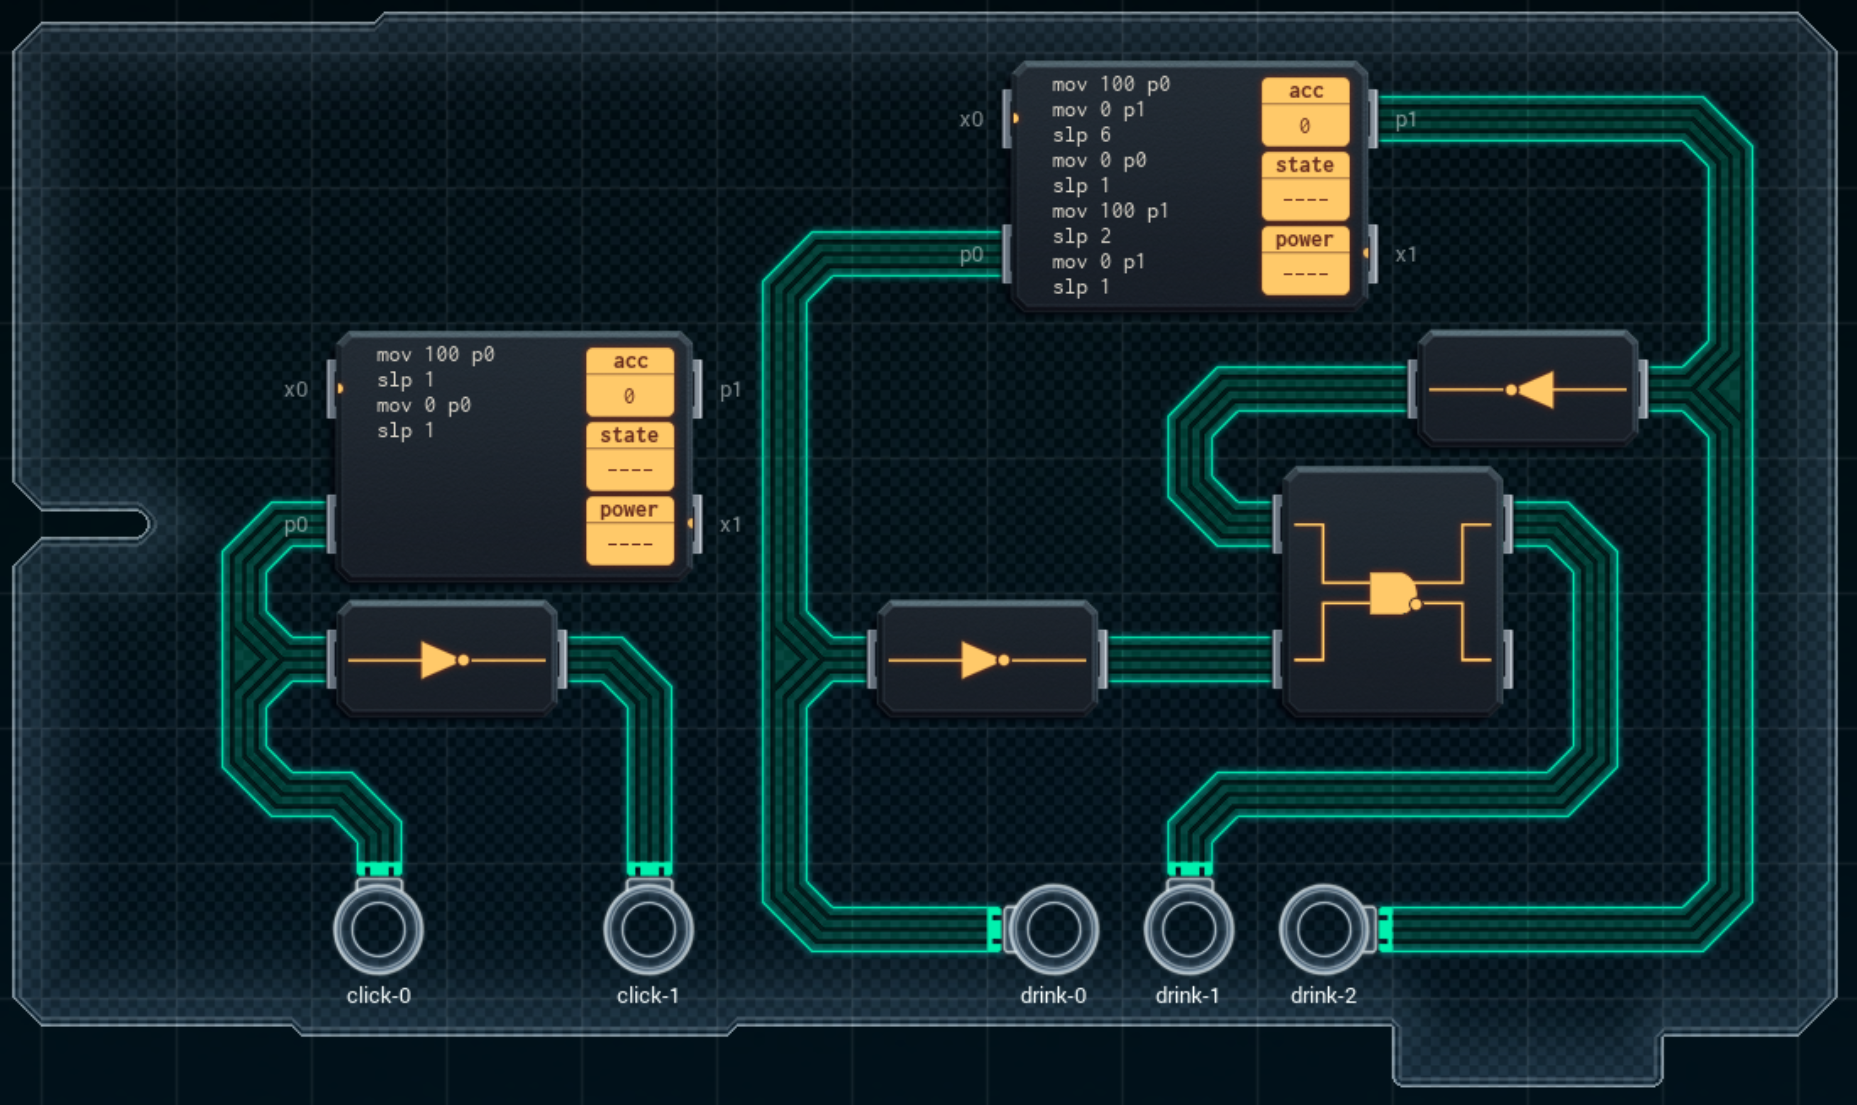 mov 100 p0
mov 0 p1
slp 6
mov 0 p0
slp 1
mov 100 p1
slp 2
mov 0 p1
slp 1
acc
0
state
----
power
----
x0
p0
p1
x1
mov 100 p0
slp 1
mov 0 p0
slp 1
acc
0
state
----
power
----
x0
p0
p1
x1
click-0
click-1
drink-0
drink-1
drink-2